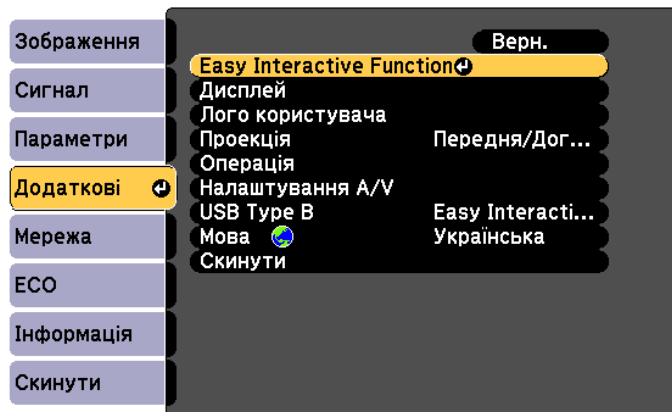 Зображення
Сигнал
Параметри
Додаткові
Мережа
ECO
Інформація
Скинути
Верн.
Easy Interactive Function
Дисплей
Лого користувача
Проекція Передня/Дог...
Операція
Налаштування A/V
USB Type B Easy Interacti...
Мова Українська
Скинути